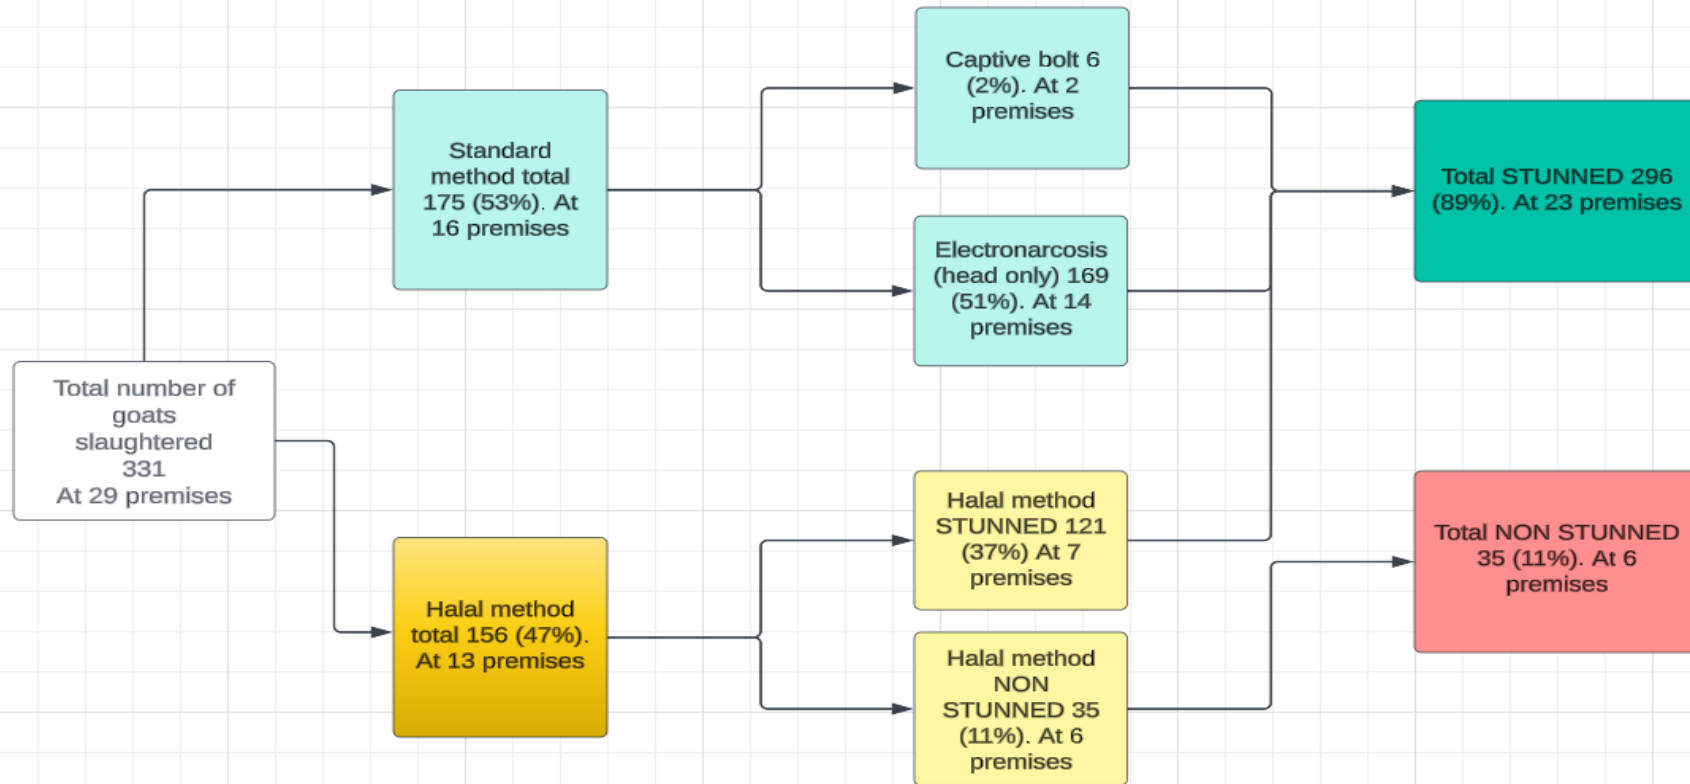 Captive bolt 6
(2%). At 2
premises
Standard
method total
175 (53%). At
16 premises
Total STUNNED 296
(89%). At 23 premises
Electronarcosis
(head only) 169
(51%). At 14
premises
Total number of
goats
slaughtered
331
At 29 premises
Halal method
STUNNED 121
(37%) At 7
premises
Total NON STUNNED
35 (11%). At 6
premises
Halal method
total 156 (47%).
At 13 premises
Halal method
NON
STUNNED 35
(11%). At 6
premises